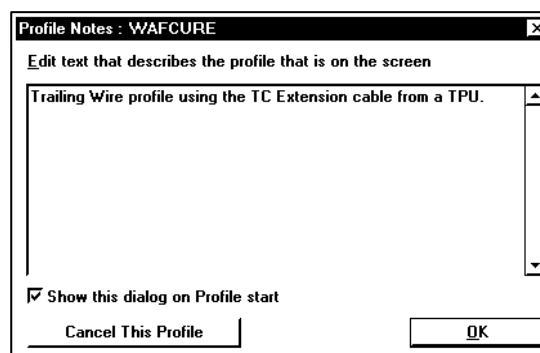 Profile Notes : WAFCURE
Edit text that describes the profile that is on the screen
Trailing Wire profile using the TC Extension cable from a TPU.
Show this dialog on Profile start
Cancel This Profile
OK